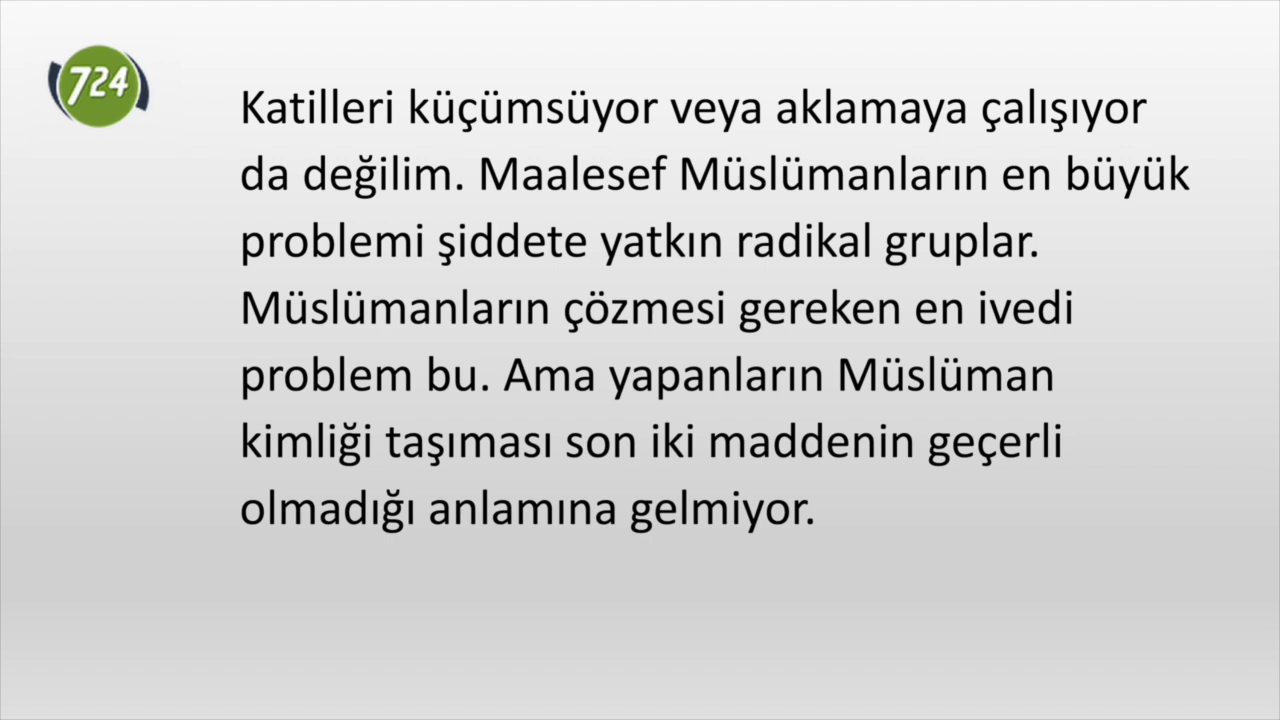 724
Katilleri küçümsüyor veya aklamaya çalışıyor
da değilim. Maalesef Müslümanların en büyük
problemi şiddete yatkın radikal gruplar.
Müslümanların çözmesi gereken en ivedi
problem bu. Ama yapanların Müslüman
kimliği taşıması son iki maddenin geçerli
olmadığı anlamına gelmiyor.